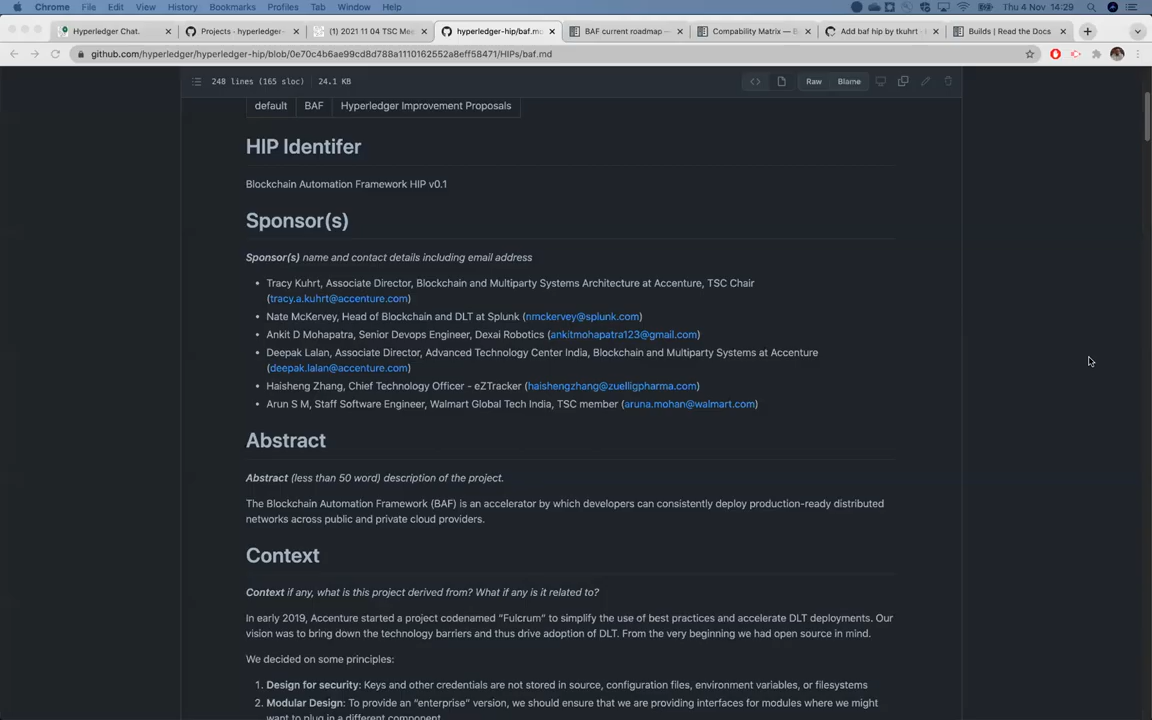 Chrome File Edit View History Bookmarks Profiles Tab Window Help Thu 4 Nov 14:29
Hyperledger Chat. Projects · hyperledger- (1) 2021 11 04 TSC Mee hyperledger-hip/baf.md BAF current roadmap — Compability Matrix — B Add baf hip by tkuhrt · Builds | Read the Docs
github.com/hyperledger/hyperledger-hip/blob/0e70c4b6ae99cd8d788a1110162552a8eff58471/HIPs/baf.md
248 lines (165 sloc) 24.1 KB Raw Blame
default BAF Hyperledger Improvement Proposals
HIP Identifer
Blockchain Automation Framework HIP v0.1
Sponsor(s)
Sponsor(s) name and contact details including email address
• Tracy Kuhrt, Associate Director, Blockchain and Multiparty Systems Architecture at Accenture, TSC Chair
(tracy.a.kuhrt@accenture.com)
• Nate McKervey, Head of Blockchain and DLT at Splunk (nmckervey@splunk.com)
• Ankit D Mohapatra, Senior Devops Engineer, Dexai Robotics (ankitmohapatra123@gmail.com)
• Deepak Lalan, Associate Director, Advanced Technology Center India, Blockchain and Multiparty Systems at Accenture
(deepak.lalan@accenture.com)
• Haisheng Zhang, Chief Technology Officer - eZTracker (haishengzhang@zuelligpharma.com)
• Arun S M, Staff Software Engineer, Walmart Global Tech India, TSC member (aruna.mohan@walmart.com)
Abstract
Abstract (less than 50 word) description of the project.
The Blockchain Automation Framework (BAF) is an accelerator by which developers can consistently deploy production-ready distributed
networks across public and private cloud providers.
Context
Context if any, what is this project derived from? What if any is it related to?
In early 2019, Accenture started a project codenamed "Fulcrum" to simplify the use of best practices and accelerate DLT deployments. Our
vision was to bring down the technology barriers and thus drive adoption of DLT. From the very beginning we had open source in mind.
We decided on some principles:
1. Design for security: Keys and other credentials are not stored in source, configuration files, environment variables, or filesystems
2. Modular Design: To provide an "enterprise" version, we should ensure that we are providing interfaces for modules where we might
want to plug in a different component